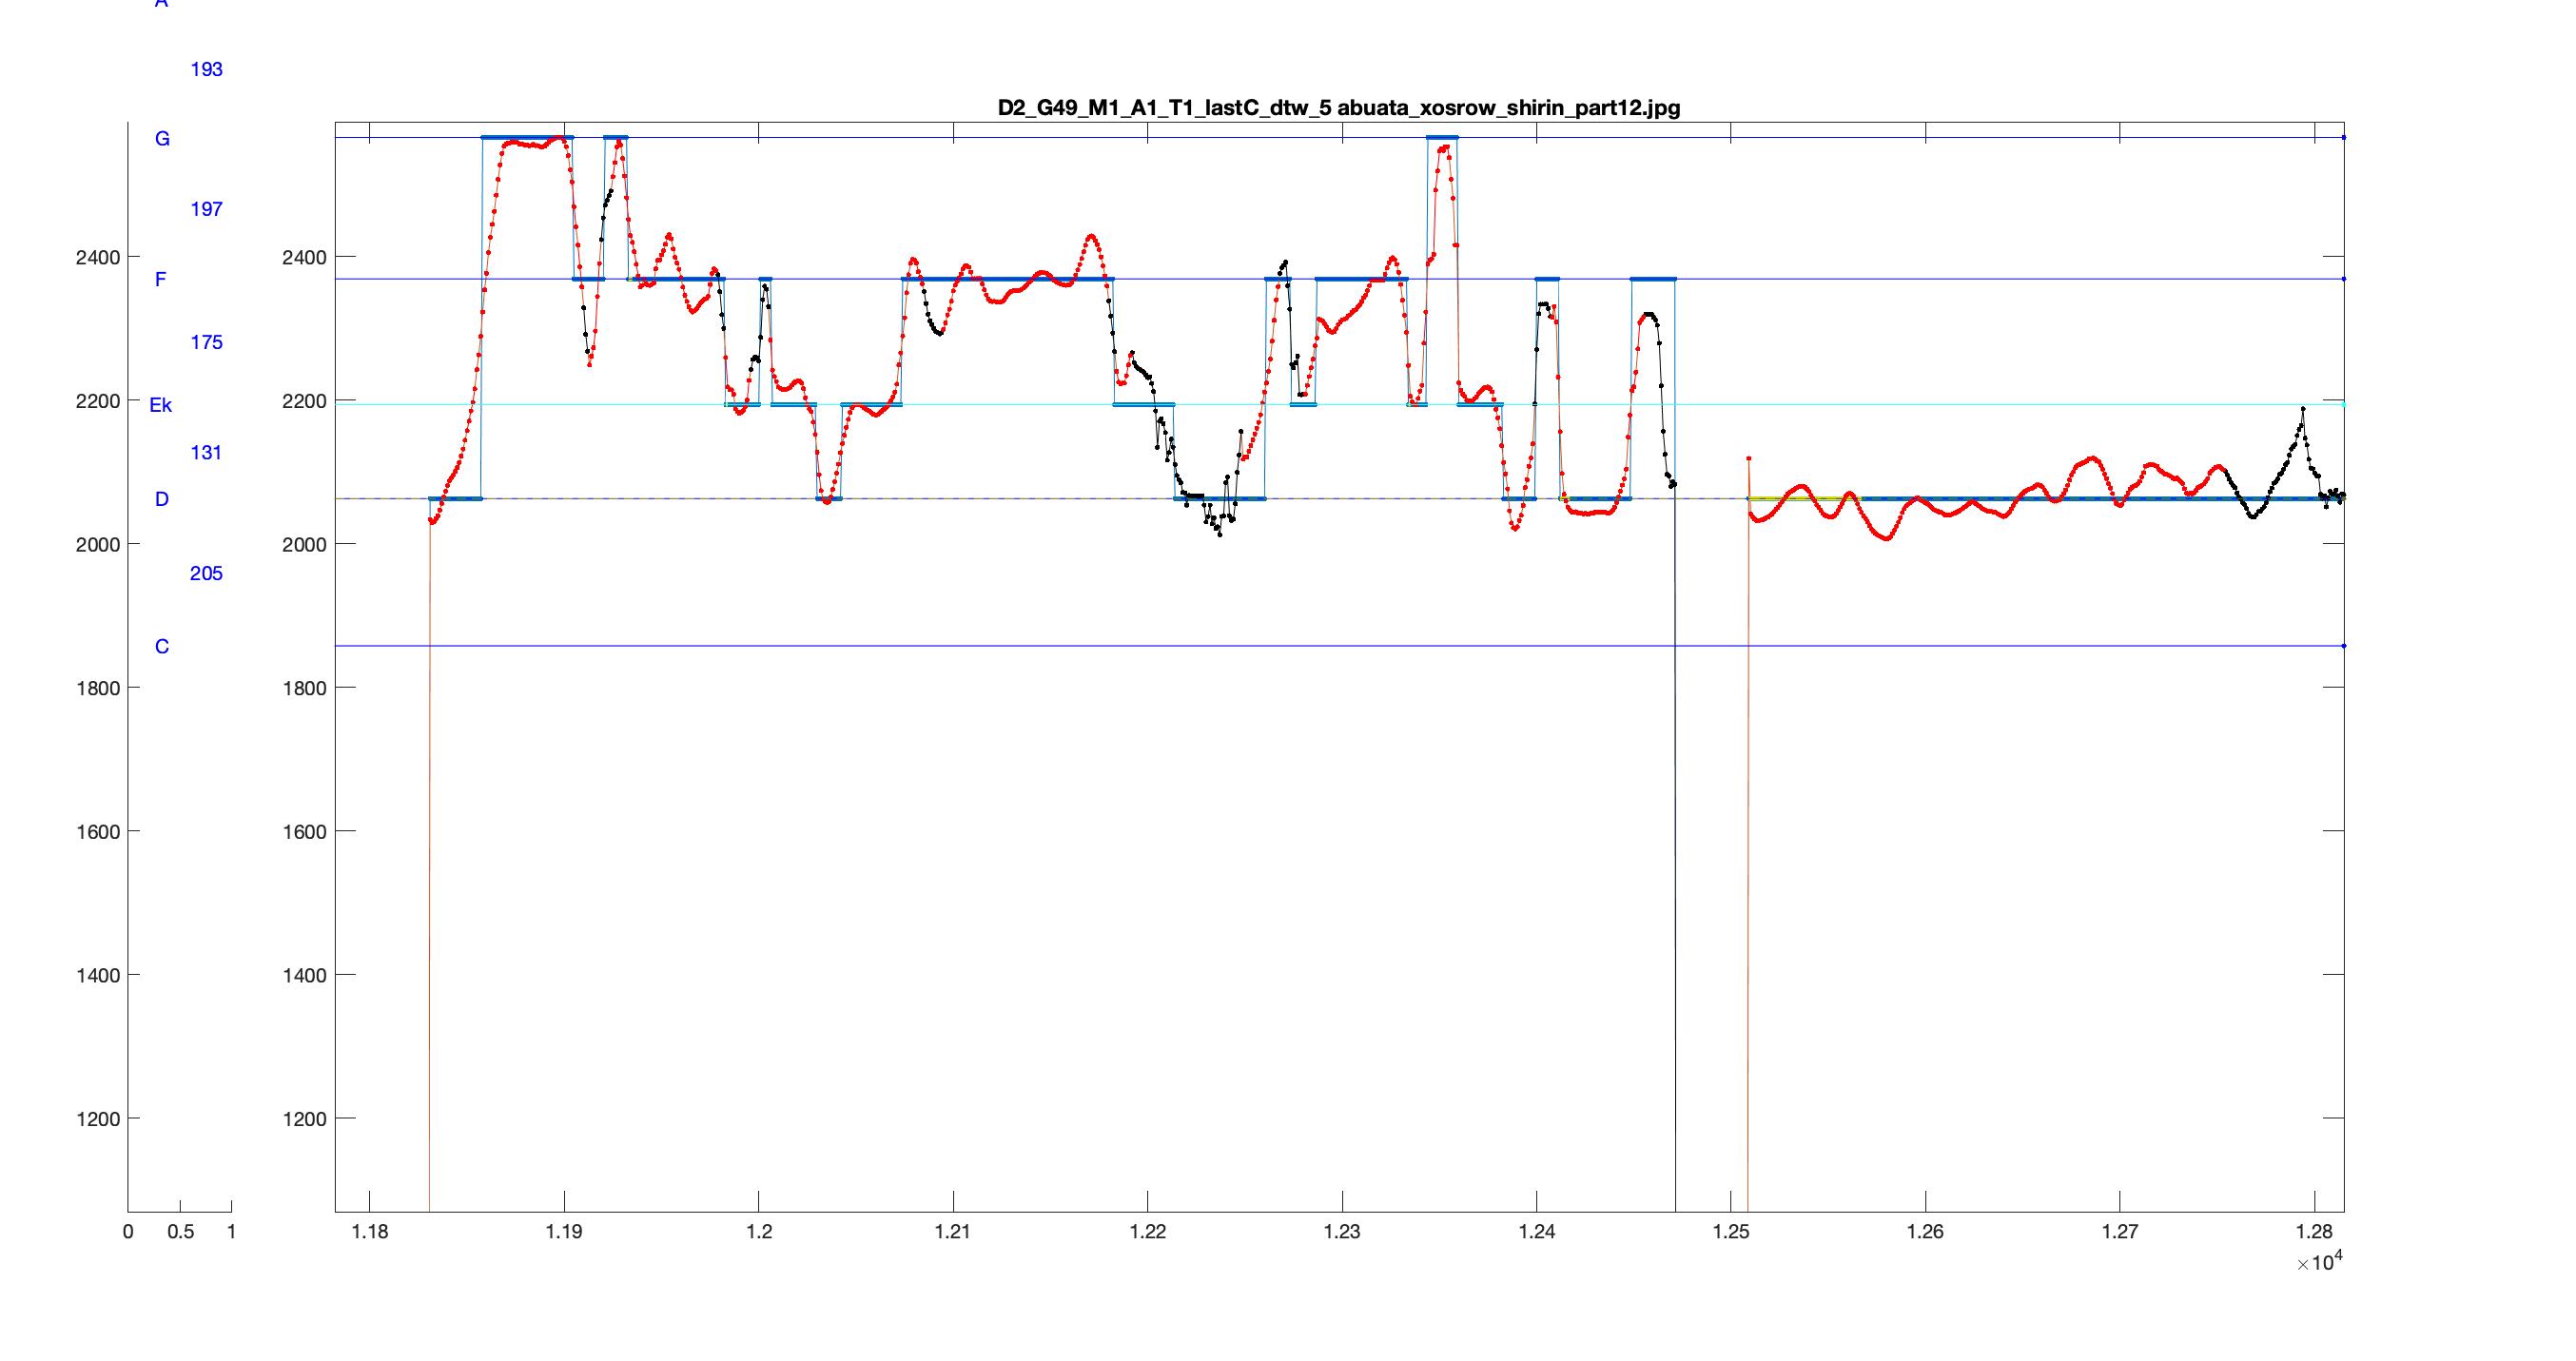 A
193
D2_G49_M1_A1_T1_lastC_dtw_5 abuata_xosrow_shirin_part12.jpg
G
197
2400 F 2400
175
2200 Ek 2200
131
D
2000 2000
205
C
1800 1800
1600 1600
1400 1400
1200 1200
0 0.5 1 1.18 1.19 1.2 1.21 1.22 1.23 1.24 1.25 1.26 1.27 1.28
×10⁴